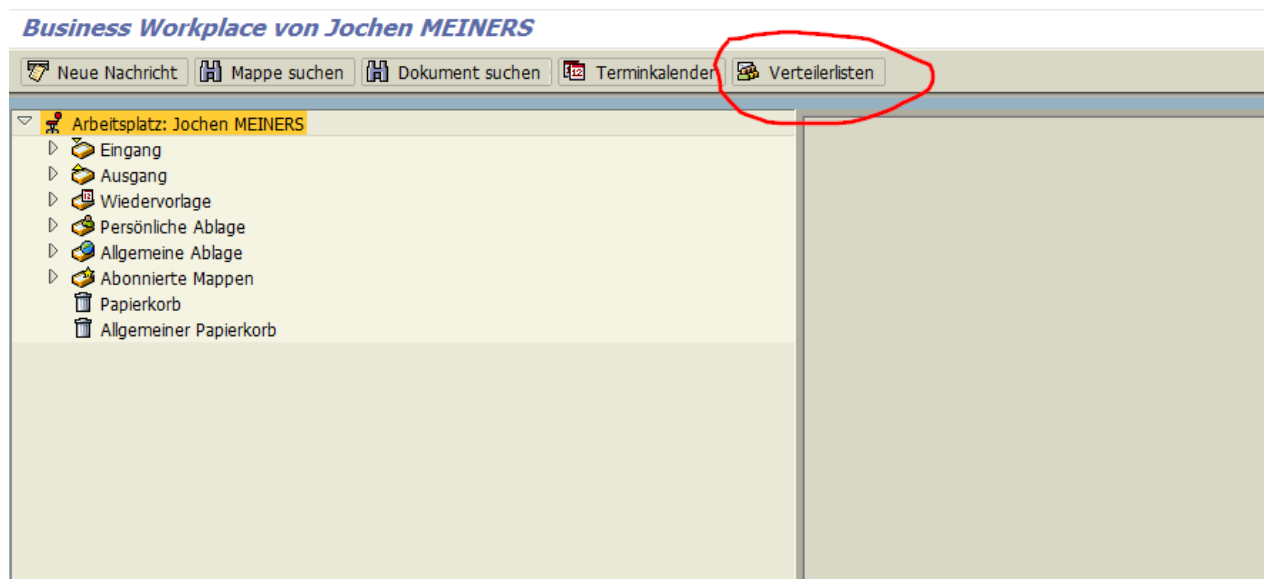 Business Workplace von Jochen MEINERS
Neue Nachricht Mappe suchen Dokument suchen 12 Terminkalender Verteilerlisten
Arbeitsplatz: Jochen MEINERS
Eingang
Ausgang
Wiedervorlage
Persönliche Ablage
Allgemeine Ablage
Abonnierte Mappen
Papierkorb
Allgemeiner Papierkorb